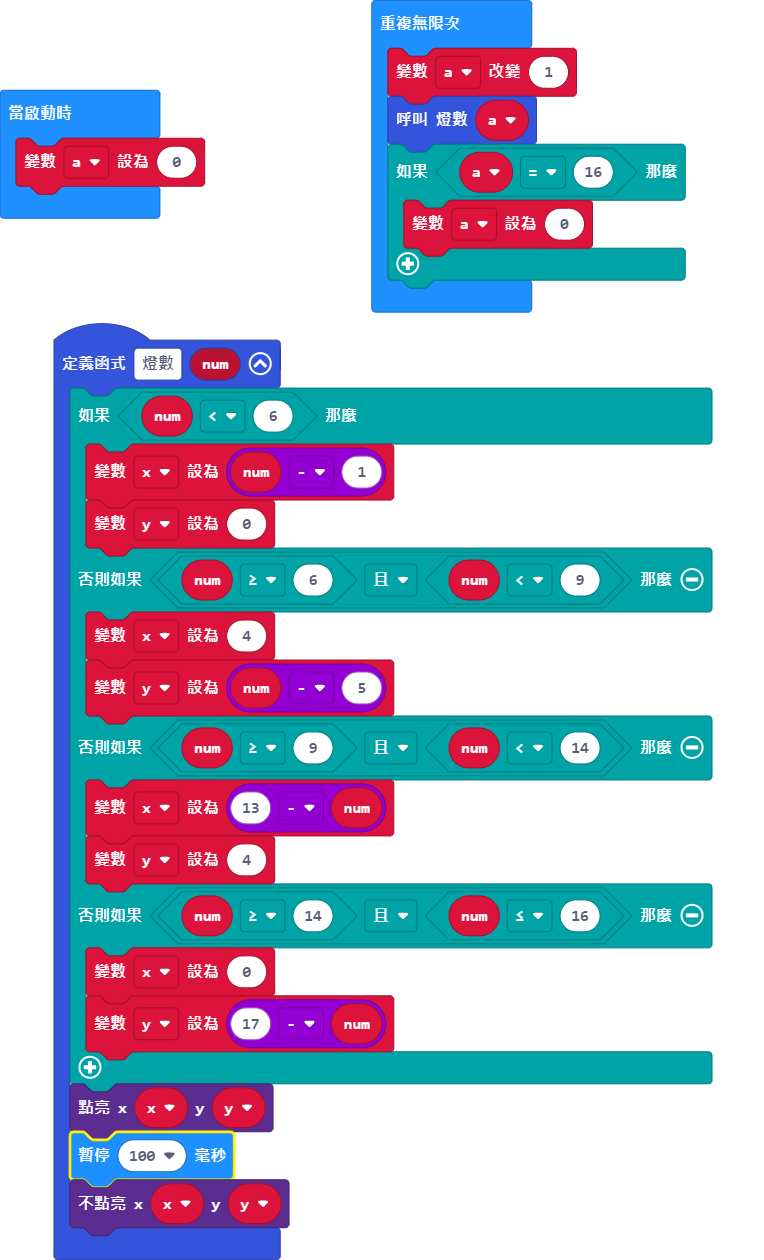 當啟動時
變數 a 設為 0
重複無限次
變數 a 改變 1
呼叫 燈數 a
如果 a = 16 那麼
變數 a 設為 0
定義函式 燈數 num
如果 num < 6 那麼
變數 x 設為 num - 1
變數 y 設為 0
否則如果 num ≥ 6 且 num < 9 那麼
變數 x 設為 4
變數 y 設為 num - 5
否則如果 num ≥ 9 且 num < 14 那麼
變數 x 設為 13 - num
變數 y 設為 4
否則如果 num ≥ 14 且 num ≤ 16 那麼
變數 x 設為 0
變數 y 設為 17 - num
點亮 x x y y
暫停 100 毫秒
不點亮 x x y y